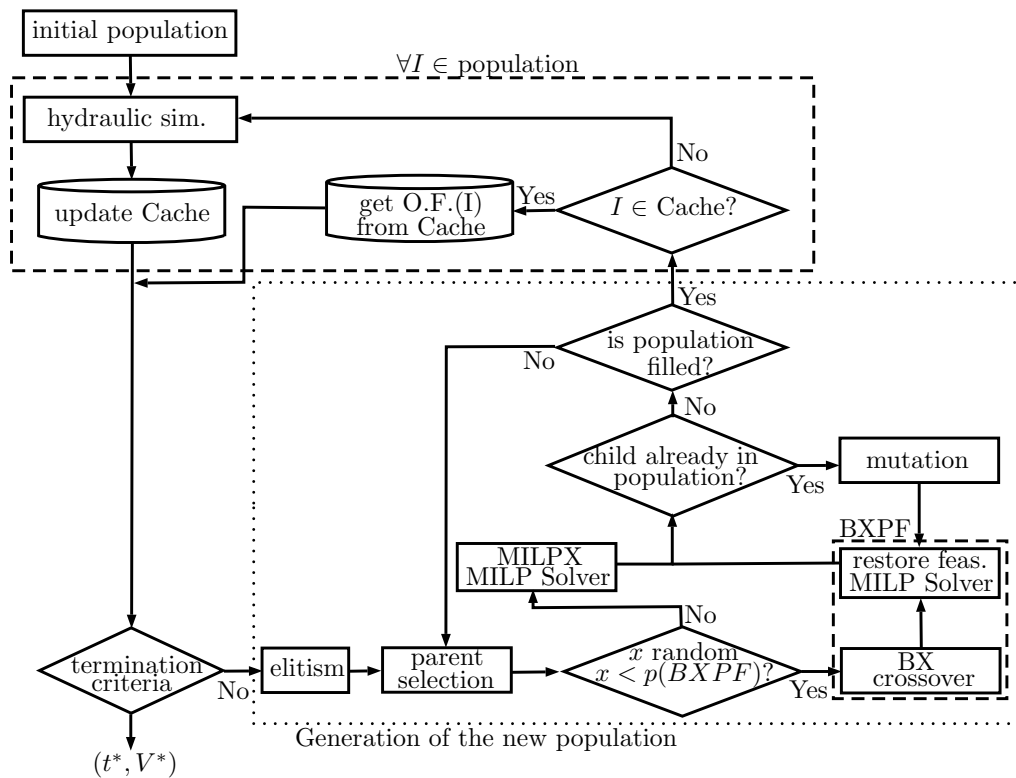 initial population
∀I ∈ population
hydraulic sim.
No
update Cache
get O.F.(I)
from Cache
Yes
I ∈ Cache?
Yes
is population
filled?
No
No
child already in
population?
Yes
mutation
BXPF
MILPX
MILP Solver
restore feas.
MILP Solver
No
termination
criteria
No
elitism
parent
selection
x random
x < p(BXPF)?
Yes
BX
crossover
Generation of the new population
(t*, V*)